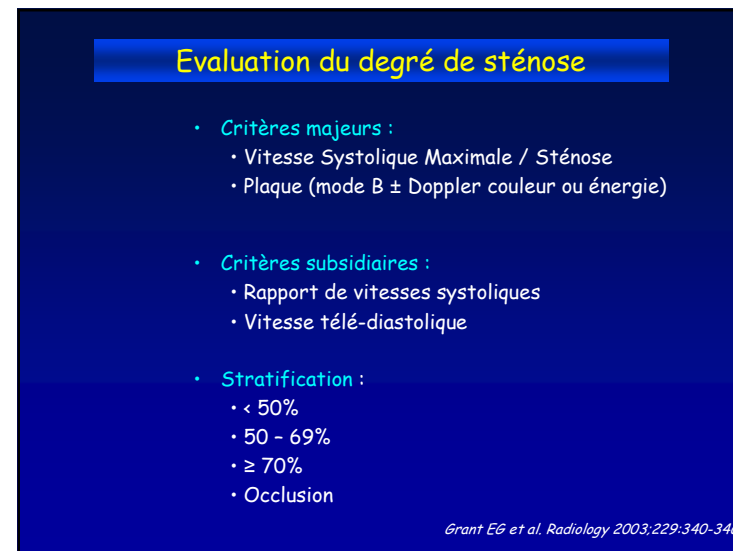 Evaluation du degré de sténose
• Critères majeurs :
• Vitesse Systolique Maximale / Sténose
• Plaque (mode B ± Doppler couleur ou énergie)
• Critères subsidiaires :
• Rapport de vitesses systoliques
• Vitesse télé-diastolique
• Stratification :
• < 50%
• 50 – 69%
• ≥ 70%
• Occlusion
Grant EG et al. Radiology 2003;229:340-34